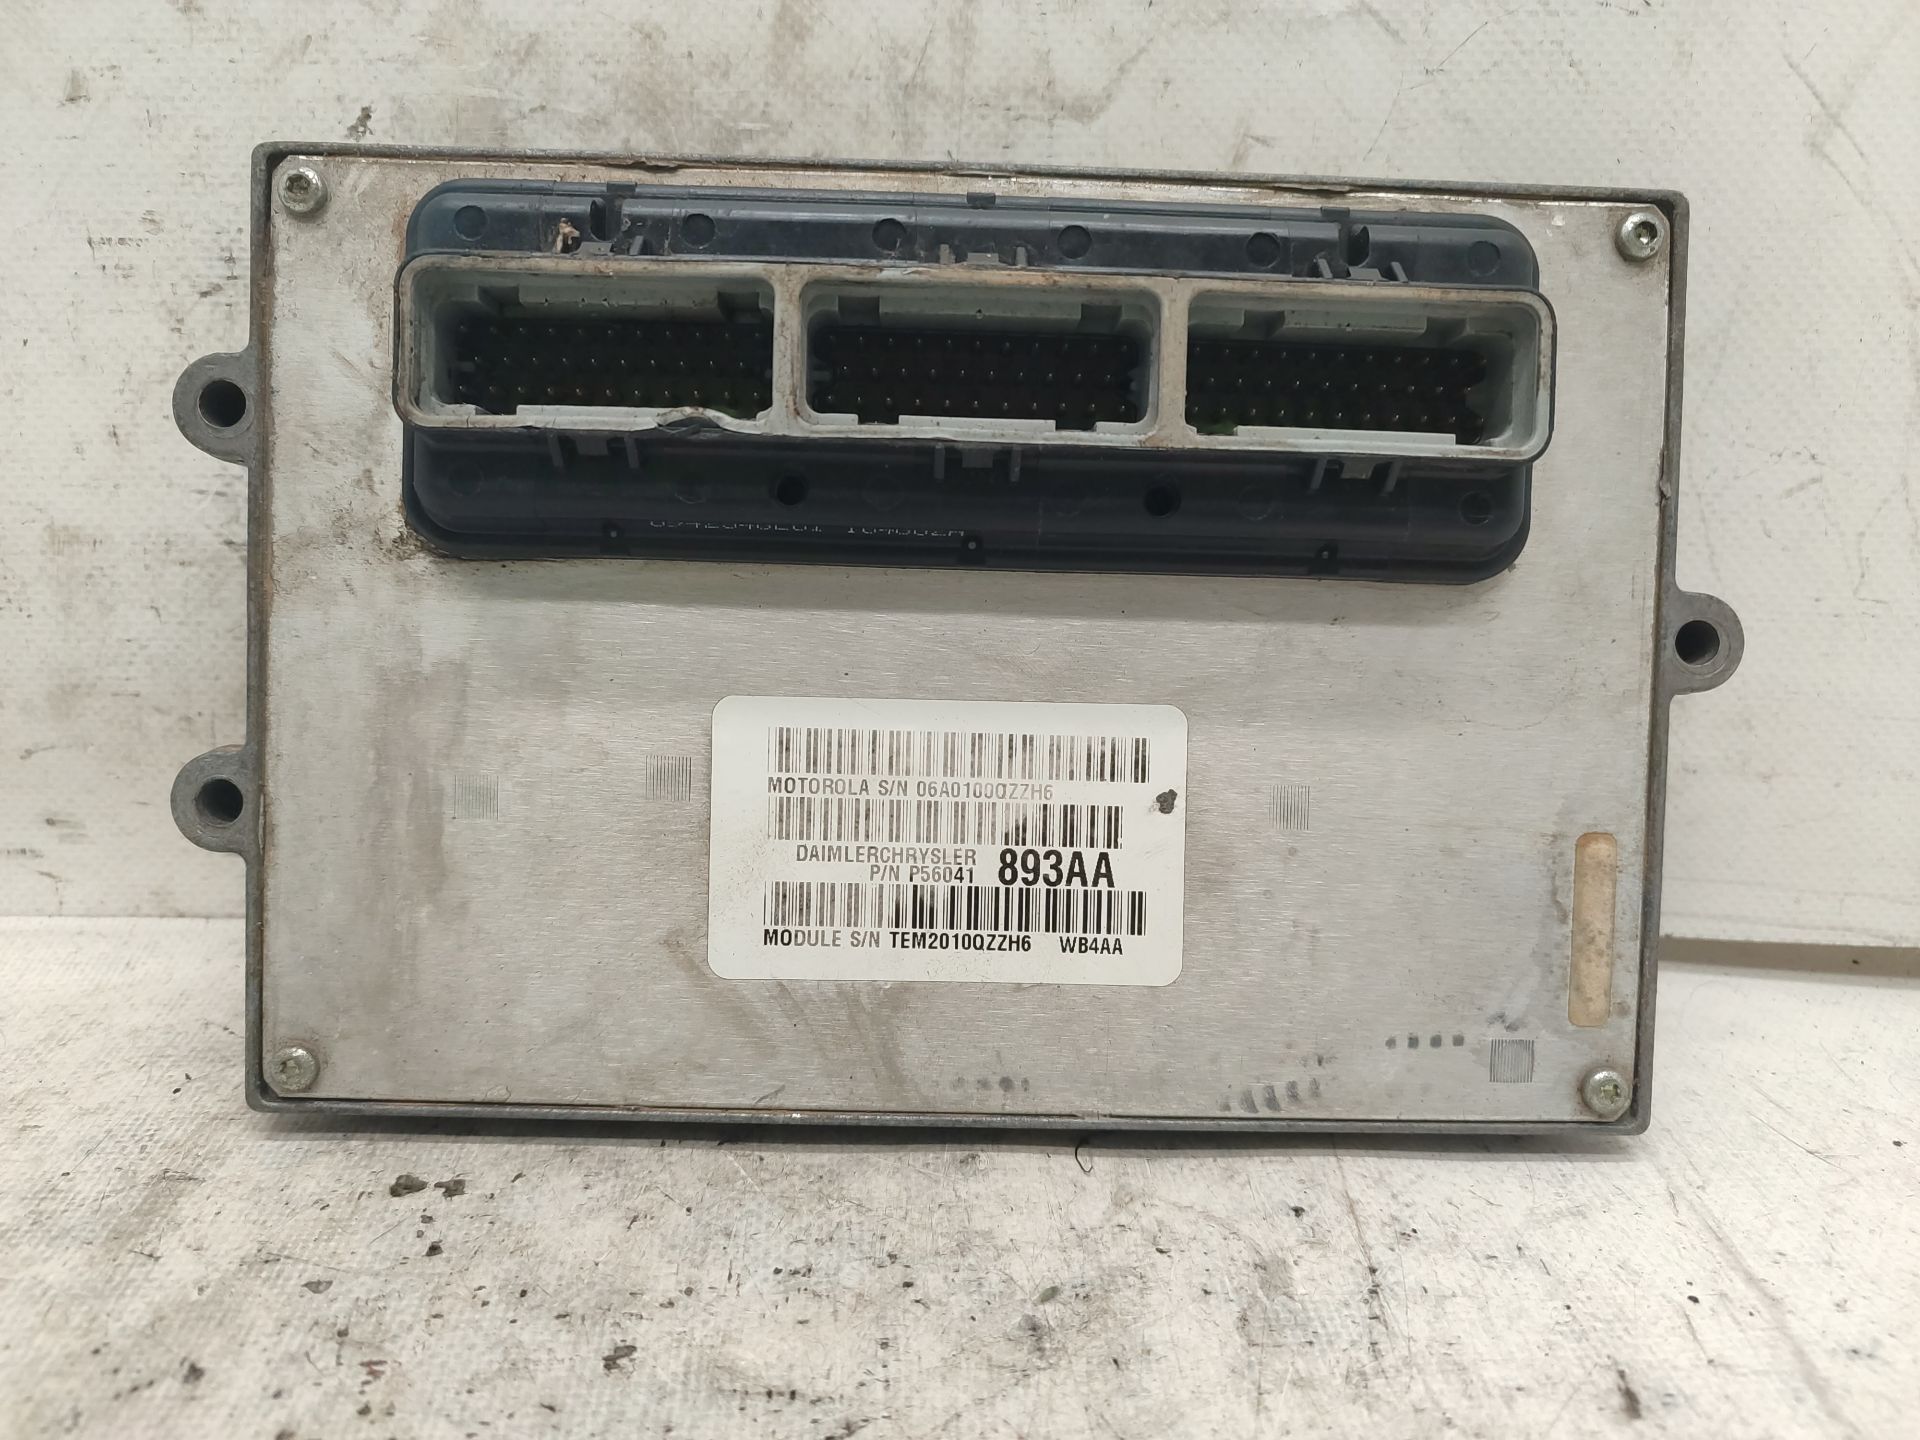 MOTOROLA S/N 06A0100QZZH6
DAIMLERCHRYSLER 893AA
P/N P56041
MODULE S/N TEM2010QZZH6 WB4AA